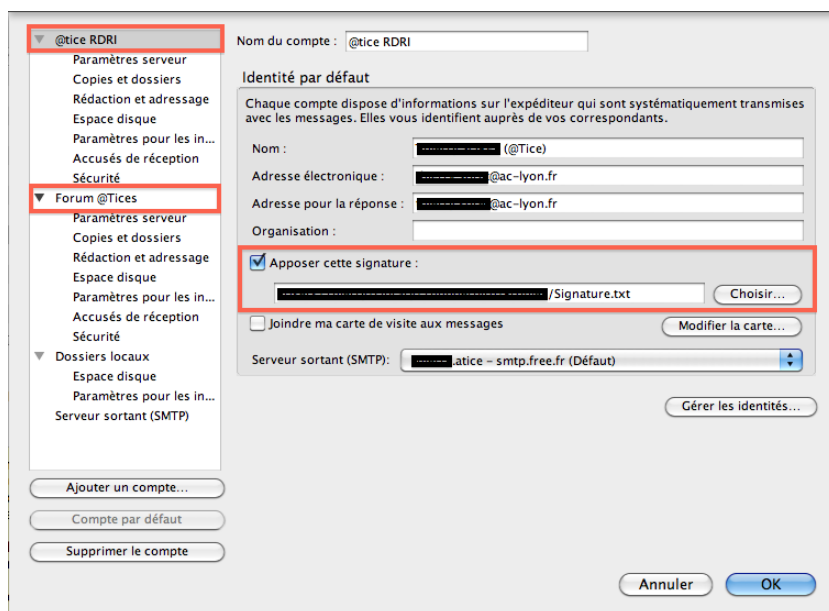 @tice RDRI
Paramètres serveur
Copies et dossiers
Rédaction et adressage
Espace disque
Paramètres pour les in...
Accusés de réception
Sécurité
Forum @Tices
Paramètres serveur
Copies et dossiers
Rédaction et adressage
Espace disque
Paramètres pour les in...
Accusés de réception
Sécurité
Dossiers locaux
Espace disque
Paramètres pour les in...
Serveur sortant (SMTP)
Ajouter un compte...
Compte par défaut
Supprimer le compte
Nom du compte : @tice RDRI
Identité par défaut
Chaque compte dispose d'informations sur l'expéditeur qui sont systématiquement transmises
avec les messages. Elles vous identifient auprès de vos correspondants.
Nom : (@Tice)
Adresse électronique : @ac-lyon.fr
Adresse pour la réponse : @ac-lyon.fr
Organisation :
Apposer cette signature :
/Signature.txt Choisir...
Joindre ma carte de visite aux messages Modifier la carte...
Serveur sortant (SMTP): .atice – smtp.free.fr (Défaut)
Gérer les identités...
Annuler OK